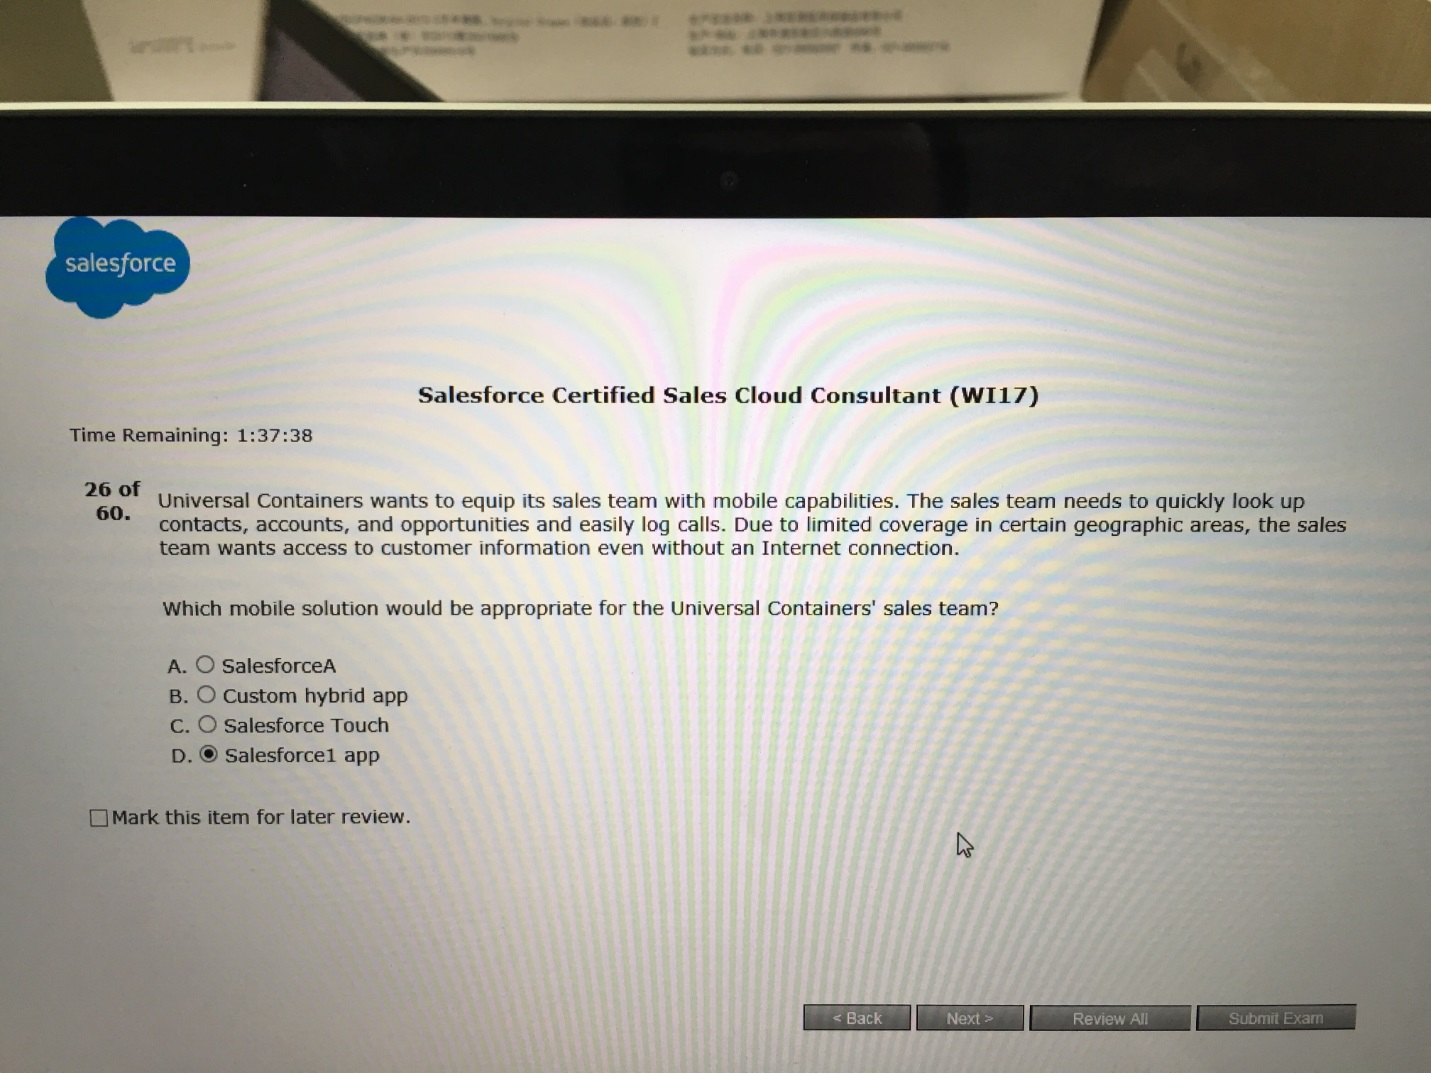 salesforce
Salesforce Certified Sales Cloud Consultant (WI17)
Time Remaining: 1:37:38
26 of
60.
Universal Containers wants to equip its sales team with mobile capabilities. The sales team needs to quickly look up
contacts, accounts, and opportunities and easily log calls. Due to limited coverage in certain geographic areas, the sales
team wants access to customer information even without an Internet connection.
Which mobile solution would be appropriate for the Universal Containers' sales team?
A. SalesforceA
B. Custom hybrid app
C. Salesforce Touch
D. Salesforce1 app
Mark this item for later review.
< Back
Next >
Review All
Submit Exam